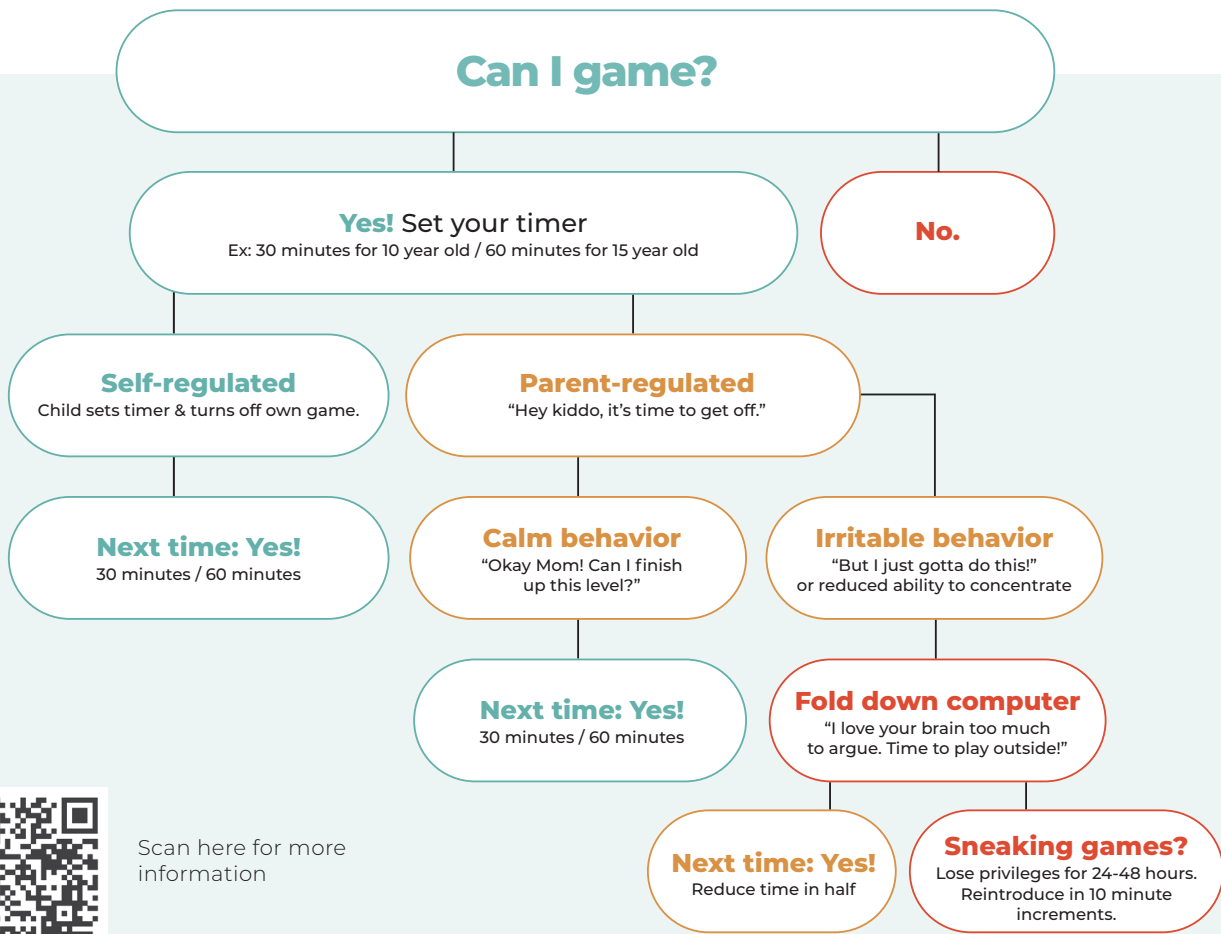 Can I game?
Yes! Set your timer
Ex: 30 minutes for 10 year old / 60 minutes for 15 year old
No.
Self-regulated
Child sets timer & turns off own game.
Parent-regulated
“Hey kiddo, it’s time to get off.”
Next time: Yes!
30 minutes / 60 minutes
Calm behavior
“Okay Mom! Can I finish
up this level?”
Irritable behavior
“But I just gotta do this!”
or reduced ability to concentrate
Next time: Yes!
30 minutes / 60 minutes
Fold down computer
“I love your brain too much
to argue. Time to play outside!”
Next time: Yes!
Reduce time in half
Sneaking games?
Lose privileges for 24-48 hours.
Reintroduce in 10 minute
increments.
Scan here for more
information